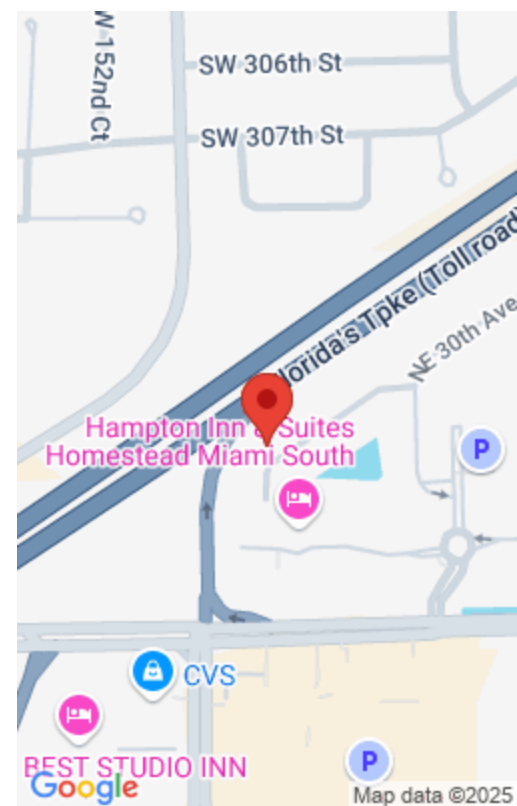 SW 152nd Ct
SW 306th St
SW 307th St
Florida's Tpke (Toll road)
NE 30th Ave
Hampton Inn & Suites
Homestead Miami South
P
CVS
BEST STUDIO INN
P
Google
Map data ©2025